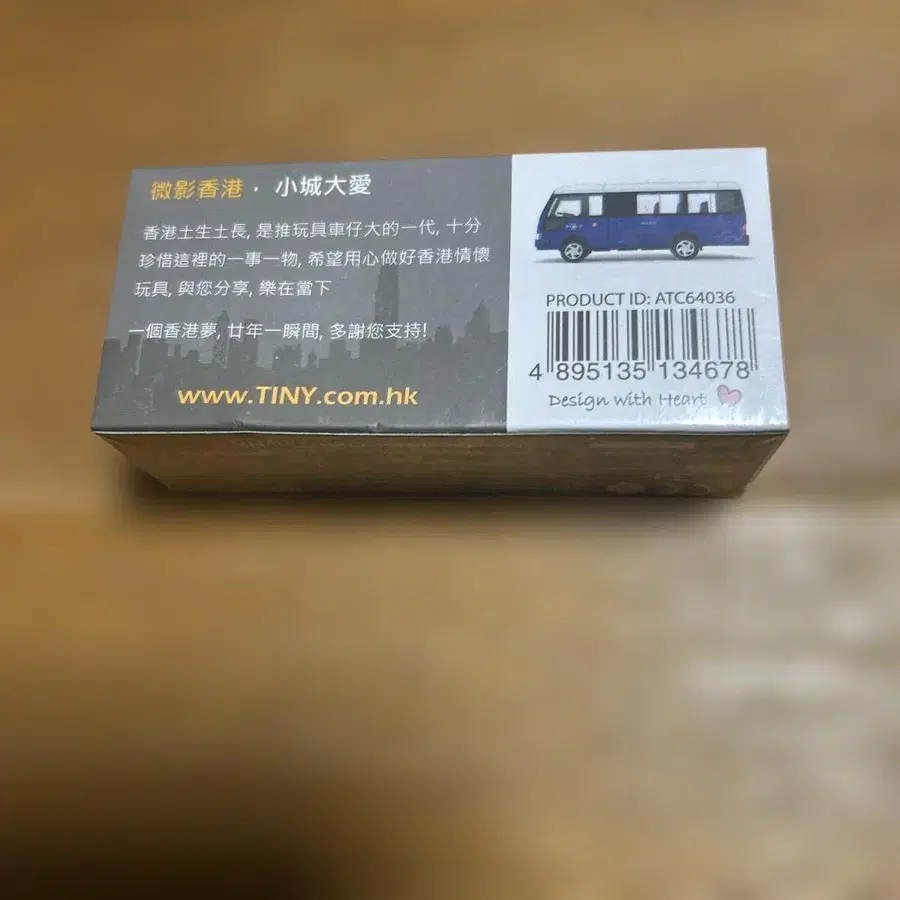 微影香港，小城大愛
香港土生土長, 是推玩具車仔大的一代, 十分
珍惜這裡的一事一物, 希望用心做好香港情懷
玩具, 與您分享, 樂在當下
一個香港夢, 廿年一瞬間, 多謝您支持!
www.TINY.com.hk
PRODUCT ID: ATC64036
4 895135 134678
Design with Heart